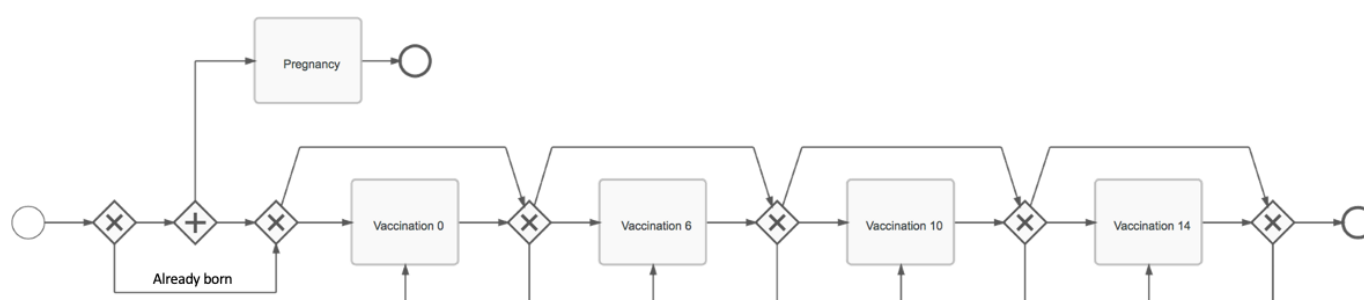 Pregnancy
Vaccination 0
Vaccination 6
Vaccination 10
Vaccination 14
Already born